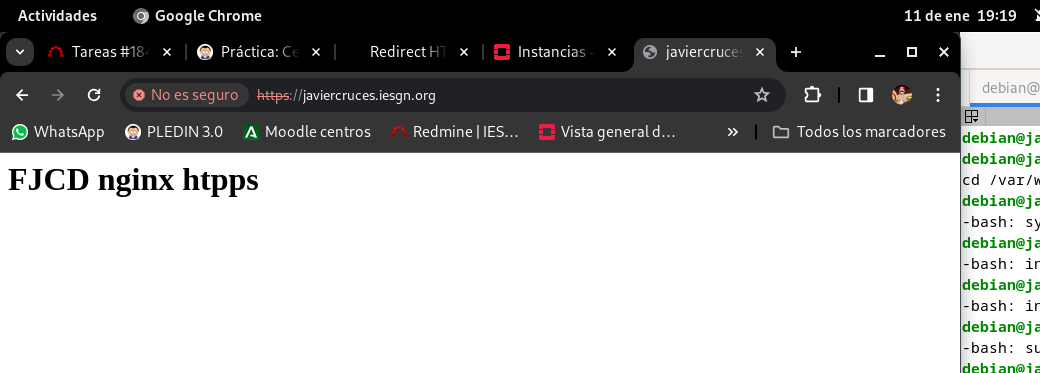 Actividades Google Chrome 11 de ene 19:19
Tareas #184 Práctica: Ce Redirect HT Instancias - javiercruces
No es seguro https://javiercruces.iesgn.org
debian@
WhatsApp PLEDIN 3.0 Moodle centros Redmine | IES… Vista general d… » Todos los marcadores
FJCD nginx htpps
debian@ja
debian@ja
cd /var/w
debian@ja
-bash: sy
debian@ja
-bash: in
debian@ja
-bash: in
debian@ja
-bash: su
debian@ja